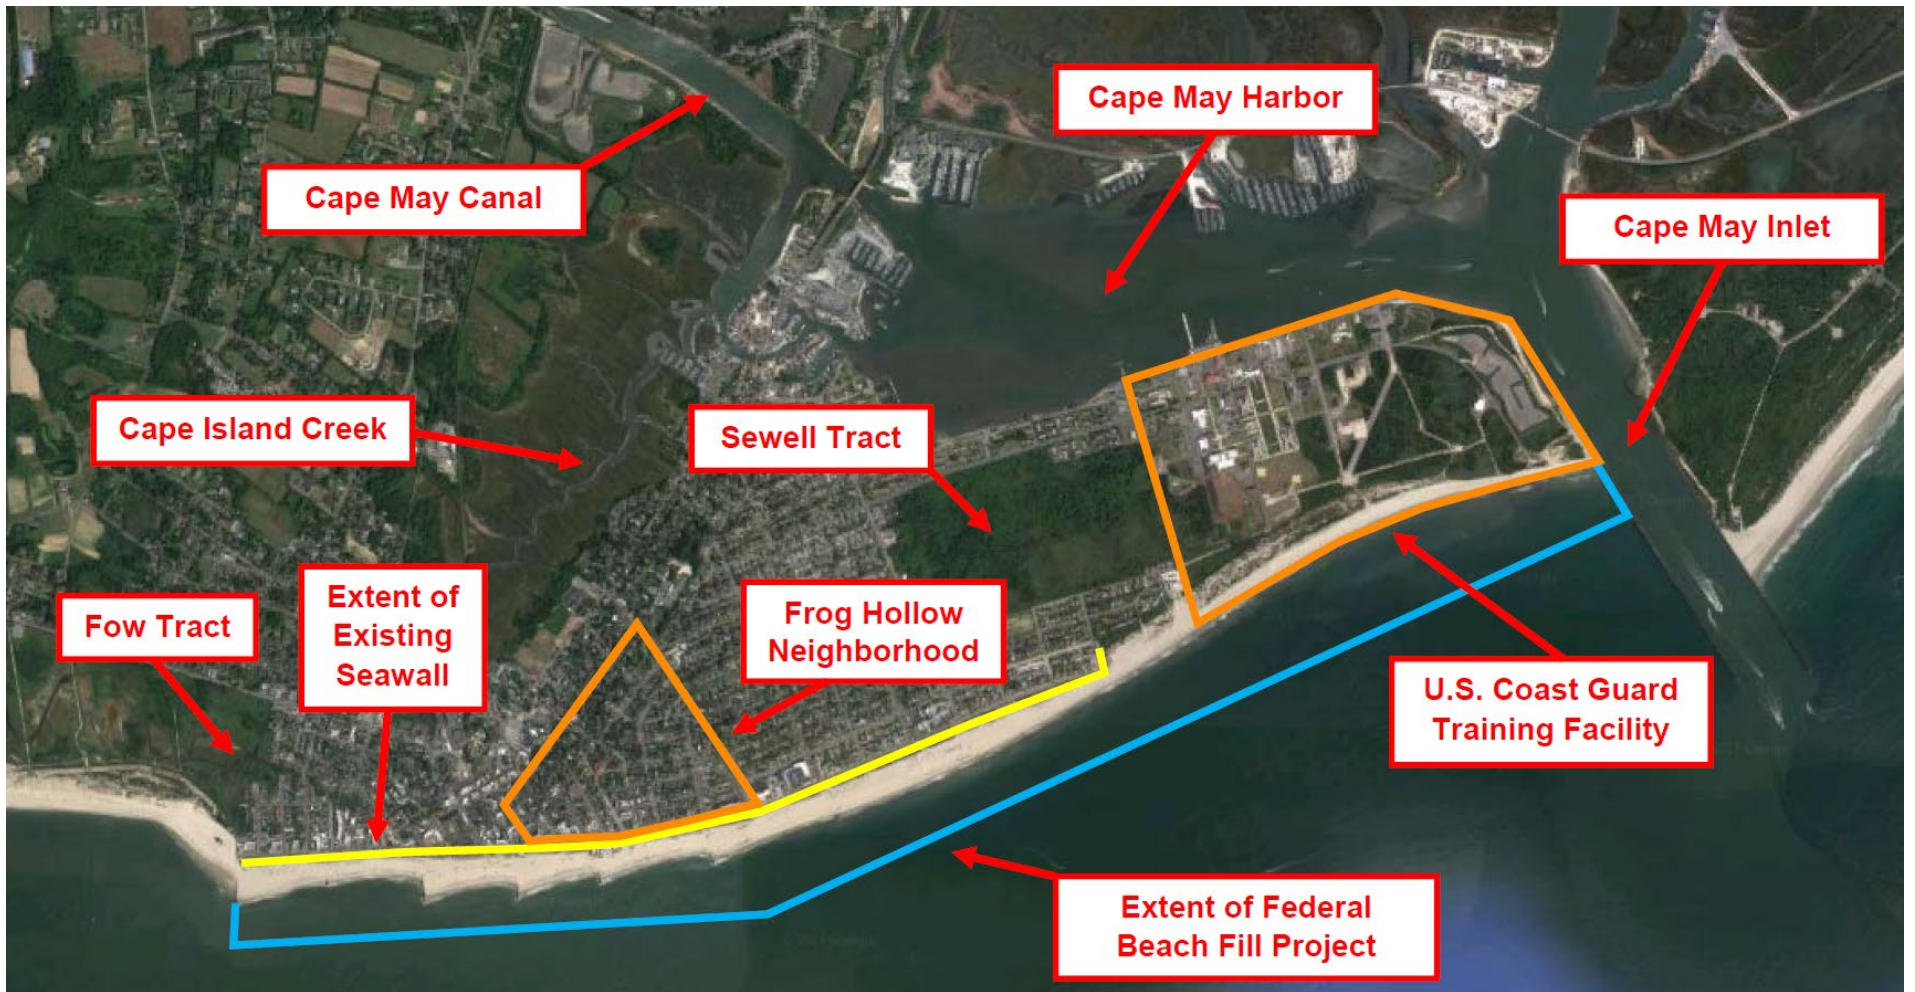 Cape May Harbor
Cape May Canal
Cape May Inlet
Cape Island Creek
Sewell Tract
Extent of
Existing
Seawall
Frog Hollow
Neighborhood
Fow Tract
U.S. Coast Guard
Training Facility
Extent of Federal
Beach Fill Project